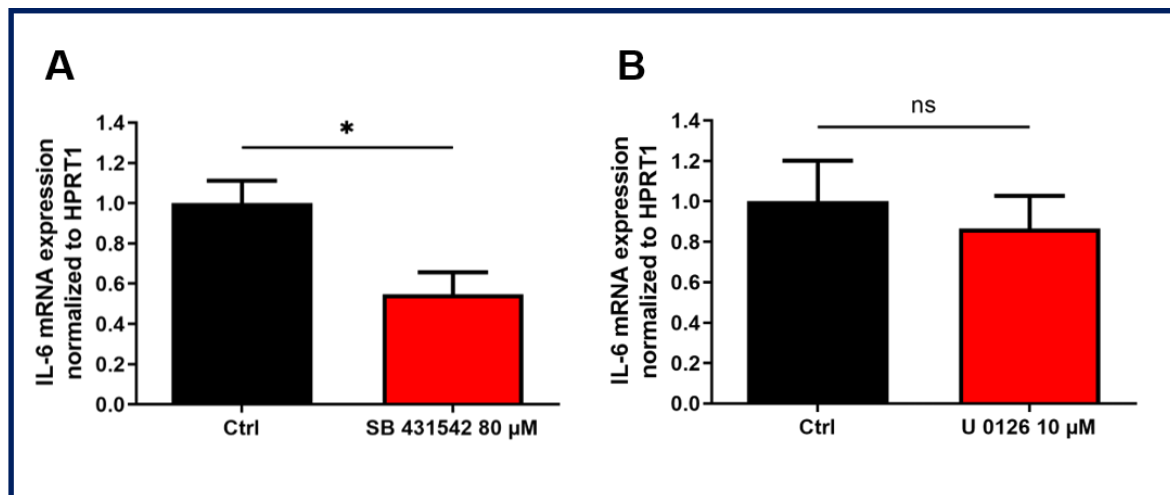 A
IL-6 mRNA expression
normalized to HPRT1
1.4
1.2
1.0
0.8
0.6
0.4
0.2
0.0
*
Ctrl
SB 431542 80 µM
B
IL-6 mRNA expression
normalized to HPRT1
1.4
1.2
1.0
0.8
0.6
0.4
0.2
0.0
ns
Ctrl
U 0126 10 µM